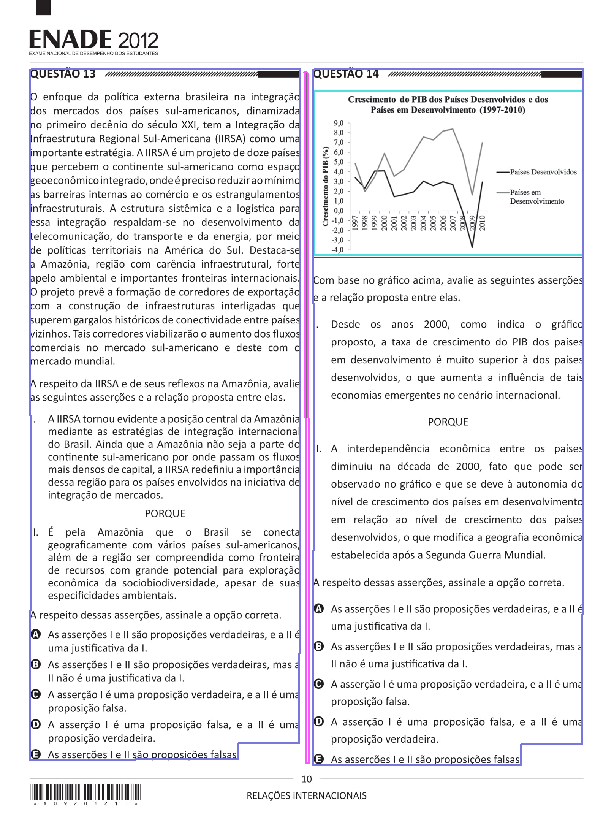 ENADE 2012
EXAME NACIONAL DE DESEMPENHO DOS ESTUDANTES
QUESTÃO 13
O enfoque da política externa brasileira na integração
dos mercados dos países sul-americanos, dinamizada
no primeiro decênio do século XXI, tem a Integração da
Infraestrutura Regional Sul-Americana (IIRSA) como uma
importante estratégia. A IIRSA é um projeto de doze países
que percebem o continente sul-americano como espaço
geoeconômico integrado, onde é preciso reduzir ao mínimo
as barreiras internas ao comércio e os estrangulamentos
infraestruturais. A estrutura sistêmica e a logística para
essa integração respaldam-se no desenvolvimento da
telecomunicação, do transporte e da energia, por meio
de políticas territoriais na América do Sul. Destaca-se
a Amazônia, região com carência infraestrutural, forte
apelo ambiental e importantes fronteiras internacionais.
O projeto prevê a formação de corredores de exportação
com a construção de infraestruturas interligadas que
superem gargalos históricos de conectividade entre países
vizinhos. Tais corredores viabilizarão o aumento dos fluxos
comerciais no mercado sul-americano e deste com o
mercado mundial.
A respeito da IIRSA e de seus reflexos na Amazônia, avalie
as seguintes asserções e a relação proposta entre elas.
I. A IIRSA tornou evidente a posição central da Amazônia
mediante as estratégias de integração internacional
do Brasil. Ainda que a Amazônia não seja a parte do
continente sul-americano por onde passam os fluxos
mais densos de capital, a IIRSA redefiniu a importância
dessa região para os países envolvidos na iniciativa de
integração de mercados.
PORQUE
II. É pela Amazônia que o Brasil se conecta
geograficamente com vários países sul-americanos,
além de a região ser compreendida como fronteira
de recursos com grande potencial para exploração
econômica da sociobiodiversidade, apesar de suas
especificidades ambientais.
A respeito dessas asserções, assinale a opção correta.
A As asserções I e II são proposições verdadeiras, e a II é
uma justificativa da I.
B As asserções I e II são proposições verdadeiras, mas a
II não é uma justificativa da I.
C A asserção I é uma proposição verdadeira, e a II é uma
proposição falsa.
D A asserção I é uma proposição falsa, e a II é uma
proposição verdadeira.
E As asserções I e II são proposições falsas
QUESTÃO 14
Crescimento do PIB dos Países Desenvolvidos e dos
Países em Desenvolvimento (1997-2010)
Crescimento do PIB (%)
9,0
8,0
7,0
6,0
5,0
4,0
3,0
2,0
1,0
0,0
-1,0
-2,0
-3,0
-4,0
1997
1998
1999
2000
2001
2002
2003
2004
2005
2006
2007
2008
2009
2010
Países Desenvolvidos
Países em
Desenvolvimento
Com base no gráfico acima, avalie as seguintes asserções
e a relação proposta entre elas.
I. Desde os anos 2000, como indica o gráfico
proposto, a taxa de crescimento do PIB dos países
em desenvolvimento é muito superior à dos países
desenvolvidos, o que aumenta a influência de tais
economias emergentes no cenário internacional.
PORQUE
II. A interdependência econômica entre os países
diminuiu na década de 2000, fato que pode ser
observado no gráfico e que se deve à autonomia do
nível de crescimento dos países em desenvolvimento
em relação ao nível de crescimento dos países
desenvolvidos, o que modifica a geografia econômica
estabelecida após a Segunda Guerra Mundial.
A respeito dessas asserções, assinale a opção correta.
A As asserções I e II são proposições verdadeiras, e a II é
uma justificativa da I.
B As asserções I e II são proposições verdadeiras, mas a
II não é uma justificativa da I.
C A asserção I é uma proposição verdadeira, e a II é uma
proposição falsa.
D A asserção I é uma proposição falsa, e a II é uma
proposição verdadeira.
E As asserções I e II são proposições falsas
10
RELAÇÕES INTERNACIONAIS